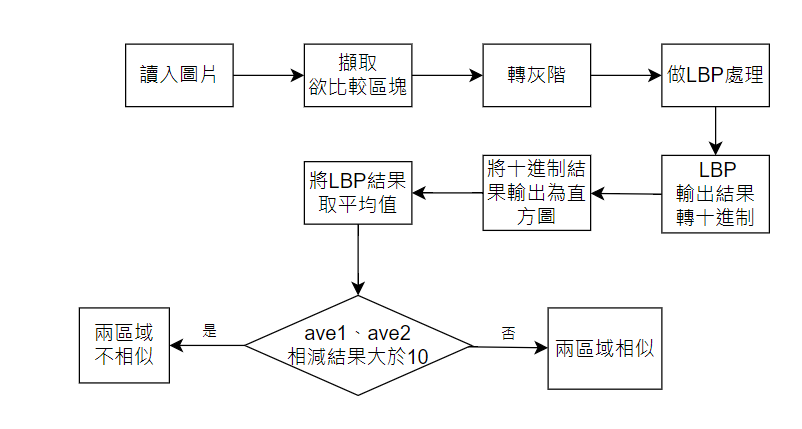 讀入圖片
擷取
欲比較區塊
轉灰階
做LBP處理
LBP
輸出結果
轉十進制
將十進制結
果輸出為直
方圖
將LBP結果
取平均值
ave1、ave2
相減結果大於10
是
兩區域
不相似
否
兩區域相似